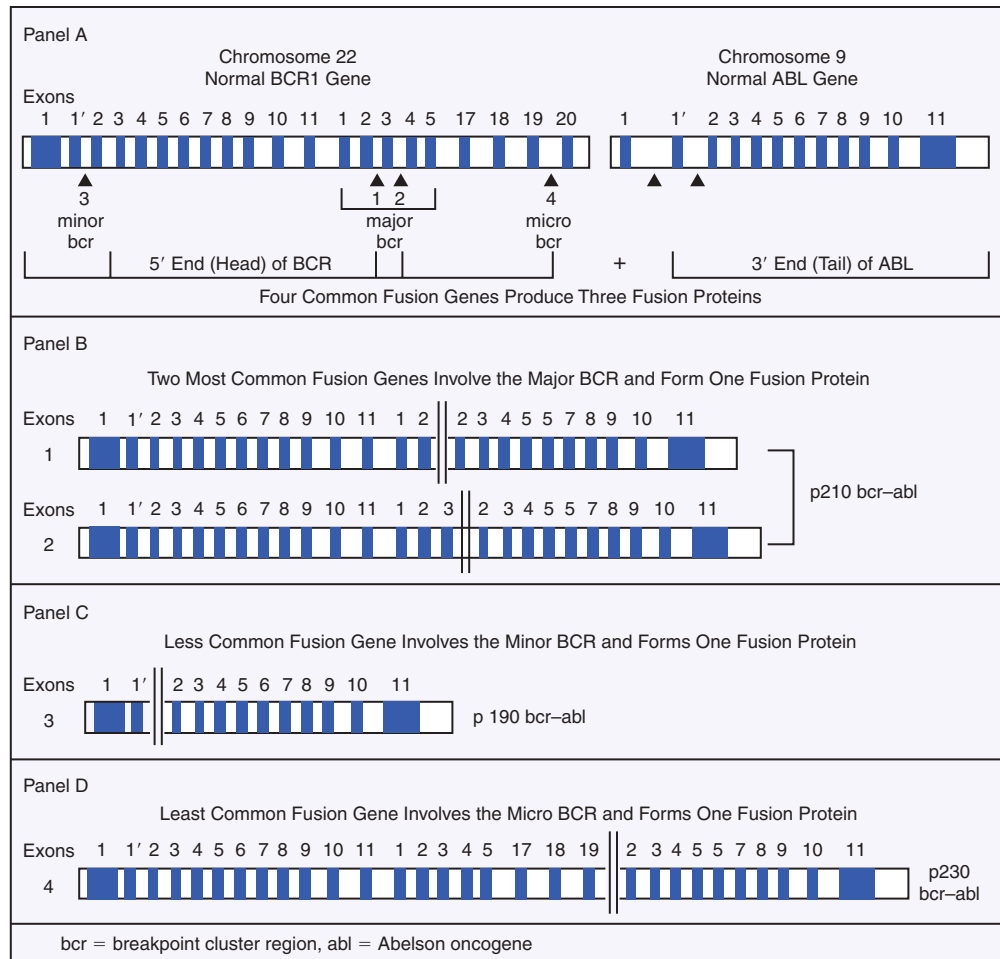 Panel A
Chromosome 22
Normal BCR1 Gene
Chromosome 9
Normal ABL Gene
Exons
1 1′ 2 3 4 5 6 7 8 9 10 11 1 2 3 4 5 17 18 19 20
1 1′ 2 3 4 5 6 7 8 9 10 11
3
minor
bcr
1 2
major
bcr
4
micro
bcr
5′ End (Head) of BCR
+
3′ End (Tail) of ABL
Four Common Fusion Genes Produce Three Fusion Proteins
Panel B
Two Most Common Fusion Genes Involve the Major BCR and Form One Fusion Protein
Exons 1 1′ 2 3 4 5 6 7 8 9 10 11 1 2 2 3 4 5 5 7 8 9 10 11
1
p210 bcr–abl
Exons 1 1′ 2 3 4 5 6 7 8 9 10 11 1 2 3 2 3 4 5 6 7 8 9 10 11
2
Panel C
Less Common Fusion Gene Involves the Minor BCR and Forms One Fusion Protein
Exons 1 1′ 2 3 4 5 6 7 8 9 10 11
3
p 190 bcr–abl
Panel D
Least Common Fusion Gene Involves the Micro BCR and Forms One Fusion Protein
Exons 1 1′ 2 3 4 5 6 7 8 9 10 11 1 2 3 4 5 17 18 19 2 3 4 5 6 7 8 9 10 11
4
p230
bcr–abl
bcr = breakpoint cluster region, abl = Abelson oncogene